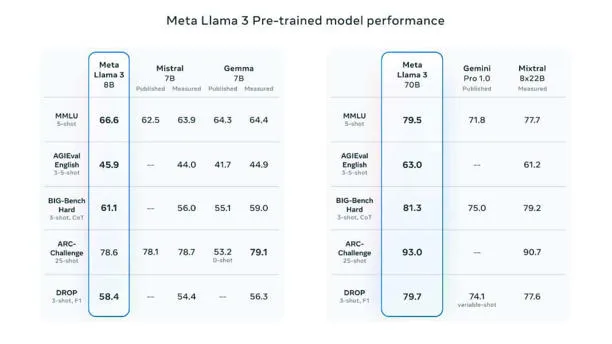 Meta Llama 3 Pre-trained model performance
Meta
Llama 3
8B
Mistral
7B
Published Measured
Gemma
7B
Published Measured
MMLU
5-shot
66.6 62.5 63.9 64.3 64.4
AGIEval
English
3-5-shot
45.9 -- 44.0 41.7 44.9
BIG-Bench
Hard
3-shot, CoT
61.1 -- 56.0 55.1 59.0
ARC-
Challenge
25-shot
78.6 78.1 78.7 53.2 79.1
0-shot
DROP
3-shot, F1
58.4 -- 54.4 -- 56.3
Meta
Llama 3
70B
Gemini
Pro 1.0
Published
Mixtral
8x22B
Measured
MMLU
5-shot
79.5 71.8 77.7
AGIEval
English
3-5-shot
63.0 -- 61.2
BIG-Bench
Hard
3-shot, CoT
81.3 75.0 79.2
ARC-
Challenge
25-shot
93.0 -- 90.7
DROP
3-shot, F1
79.7 74.1 77.6
variable-shot